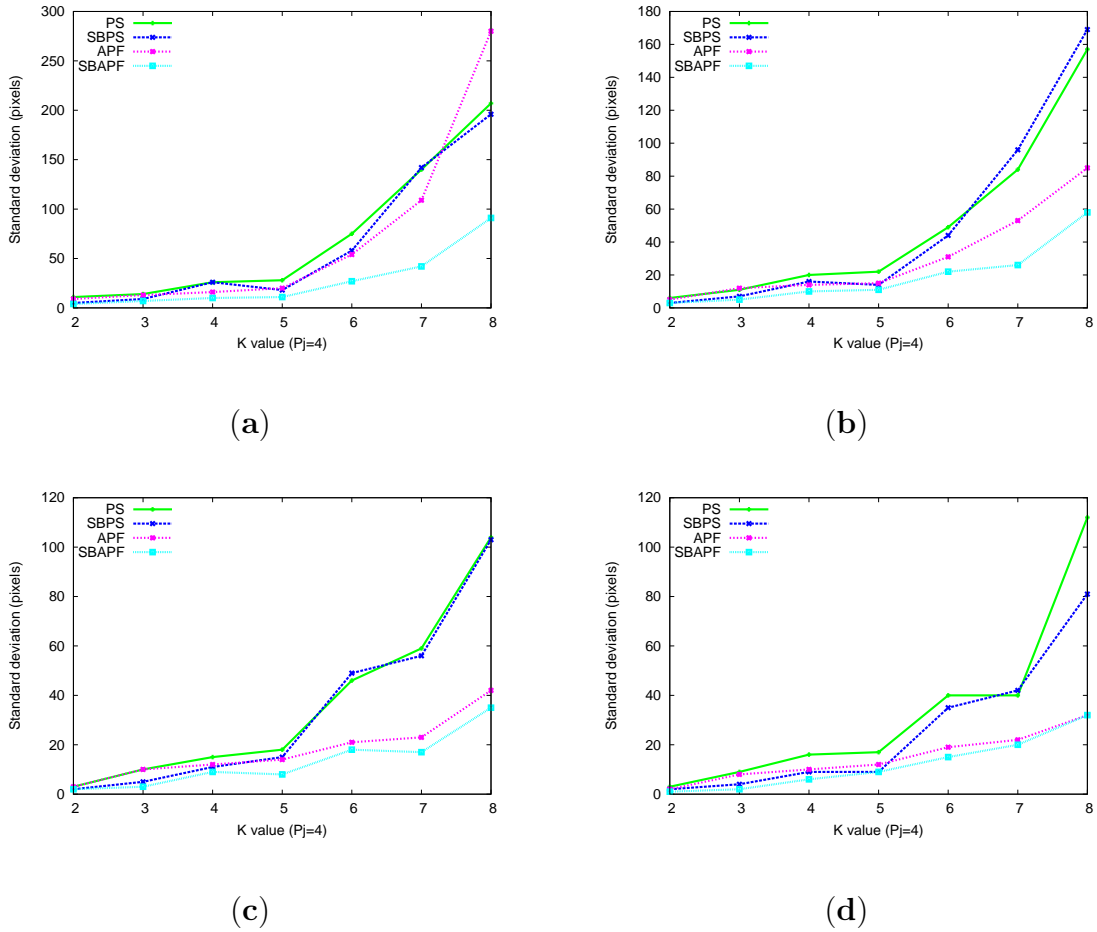 300
250
200
150
100
50
0
2 3 4 5 6 7 8
Standard deviation (pixels)
K value (Pj=4)
PS
SBPS
APF
SBAPF
(a)
180
160
140
120
100
80
60
40
20
0
2 3 4 5 6 7 8
Standard deviation (pixels)
K value (Pj=4)
PS
SBPS
APF
SBAPF
(b)
120
100
80
60
40
20
0
2 3 4 5 6 7 8
Standard deviation (pixels)
K value (Pj=4)
PS
SBPS
APF
SBAPF
(c)
120
100
80
60
40
20
0
2 3 4 5 6 7 8
Standard deviation (pixels)
K value (Pj=4)
PS
SBPS
APF
SBAPF
(d)